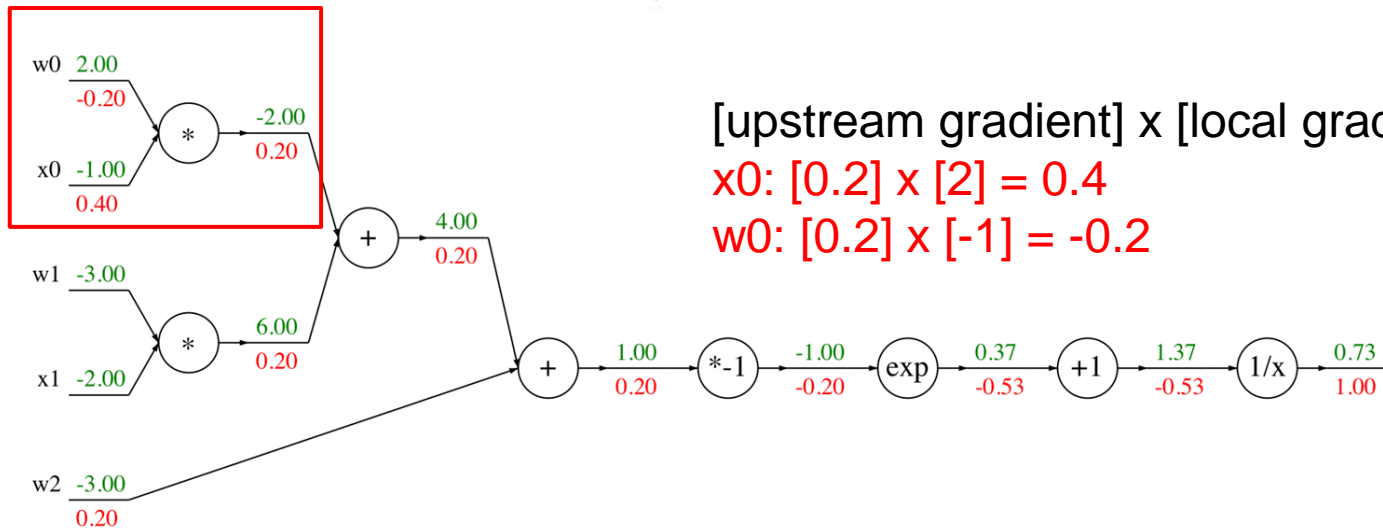 w0 2.00
-0.20
*
-2.00
0.20
x0 -1.00
0.40
[upstream gradient] x [local grad
x0: [0.2] x [2] = 0.4
w0: [0.2] x [-1] = -0.2
+
4.00
0.20
w1 -3.00
*
6.00
0.20
x1 -2.00
+
1.00
0.20
*-1
-1.00
-0.20
exp
0.37
-0.53
+1
1.37
-0.53
1/x
0.73
1.00
w2 -3.00
0.20